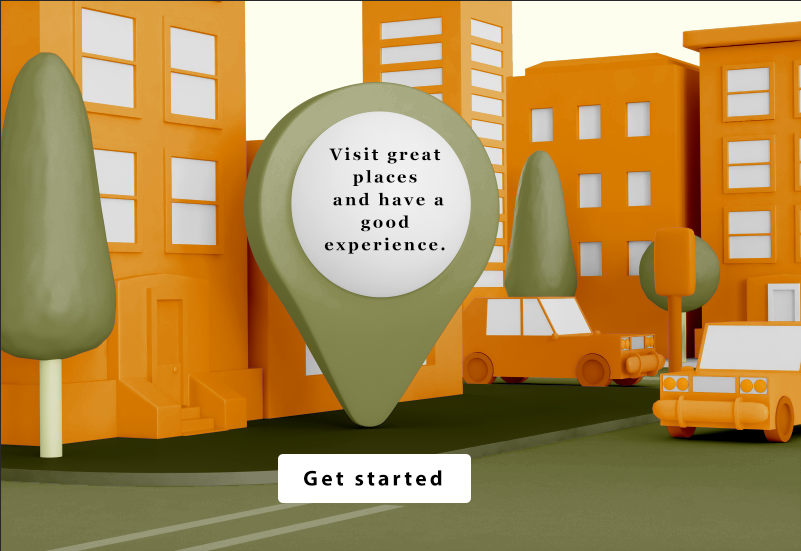 Visit great
places
and have a
good
experience.
Get started